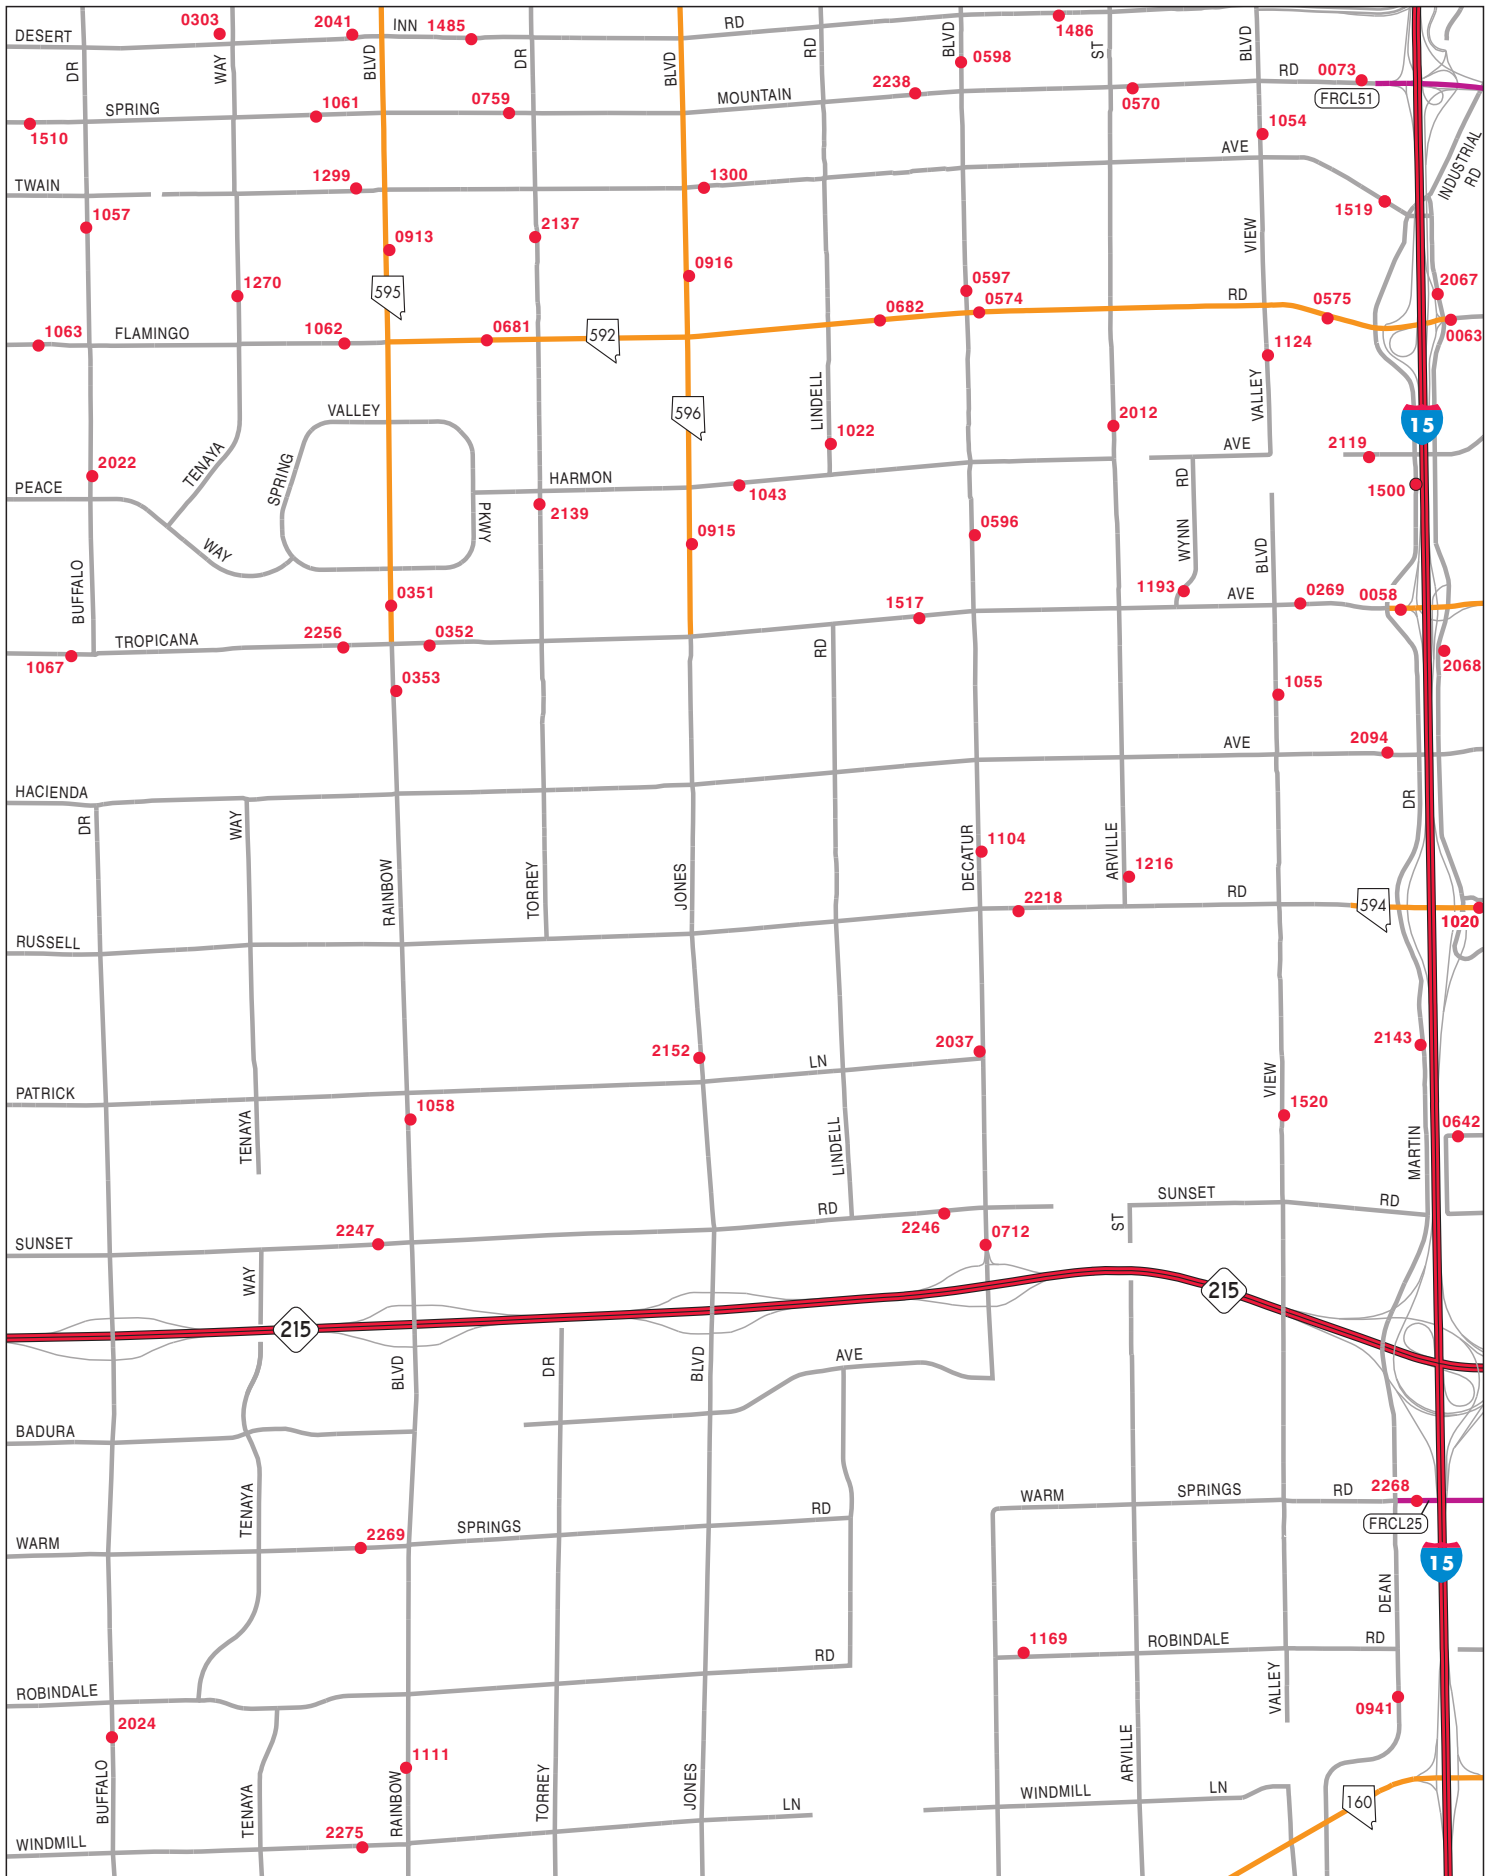 0303
2041
INN
1485
RD
1486
DESERT
DR
WAY
BLVD
DR
BLVD
RD
BLVD
0598
ST
BLVD
RD
0073
FRCL51
2238
0570
MOUNTAIN
SPRING
1061
0759
1510
1054
AVE
INDUSTRIAL
RD
TWAIN
1299
1300
1519
1057
0913
2137
VIEW
1270
595
0916
0597
0574
RD
0575
2067
1063
FLAMINGO
1062
0681
592
0682
0063
1124
VALLEY
LINDELL
VALLEY
596
2012
15
1022
AVE
2119
2022
TENAYA
SPRING
HARMON
1043
RD
1500
PEACE
2139
PKWY
WAY
0915
0596
WYNN
BLVD
BUFFALO
0351
1517
1193
AVE
0269
0058
TROPICANA
2256
0352
RD
1067
2068
0353
1055
AVE
2094
HACIENDA
DR
WAY
DR
RAINBOW
TORREY
JONES
DECATUR
1104
ARVILLE
1216
2218
RD
594
1020
RUSSELL
2152
LN
2037
2143
PATRICK
1058
VIEW
1520
TENAYA
LINDELL
MARTIN
0642
SUNSET
RD
RD
2246
ST
2247
0712
SUNSET
WAY
215
215
BLVD
DR
BLVD
AVE
BADURA
TENAYA
WARM
SPRINGS
RD
2268
FRCL25
RD
SPRINGS
2269
WARM
15
DEAN
1169
ROBINDALE
RD
RD
ROBINDALE
VALLEY
0941
2024
1111
ARVILLE
BUFFALO
TENAYA
RAINBOW
TORREY
JONES
WINDMILL
LN
160
LN
2275
WINDMILL